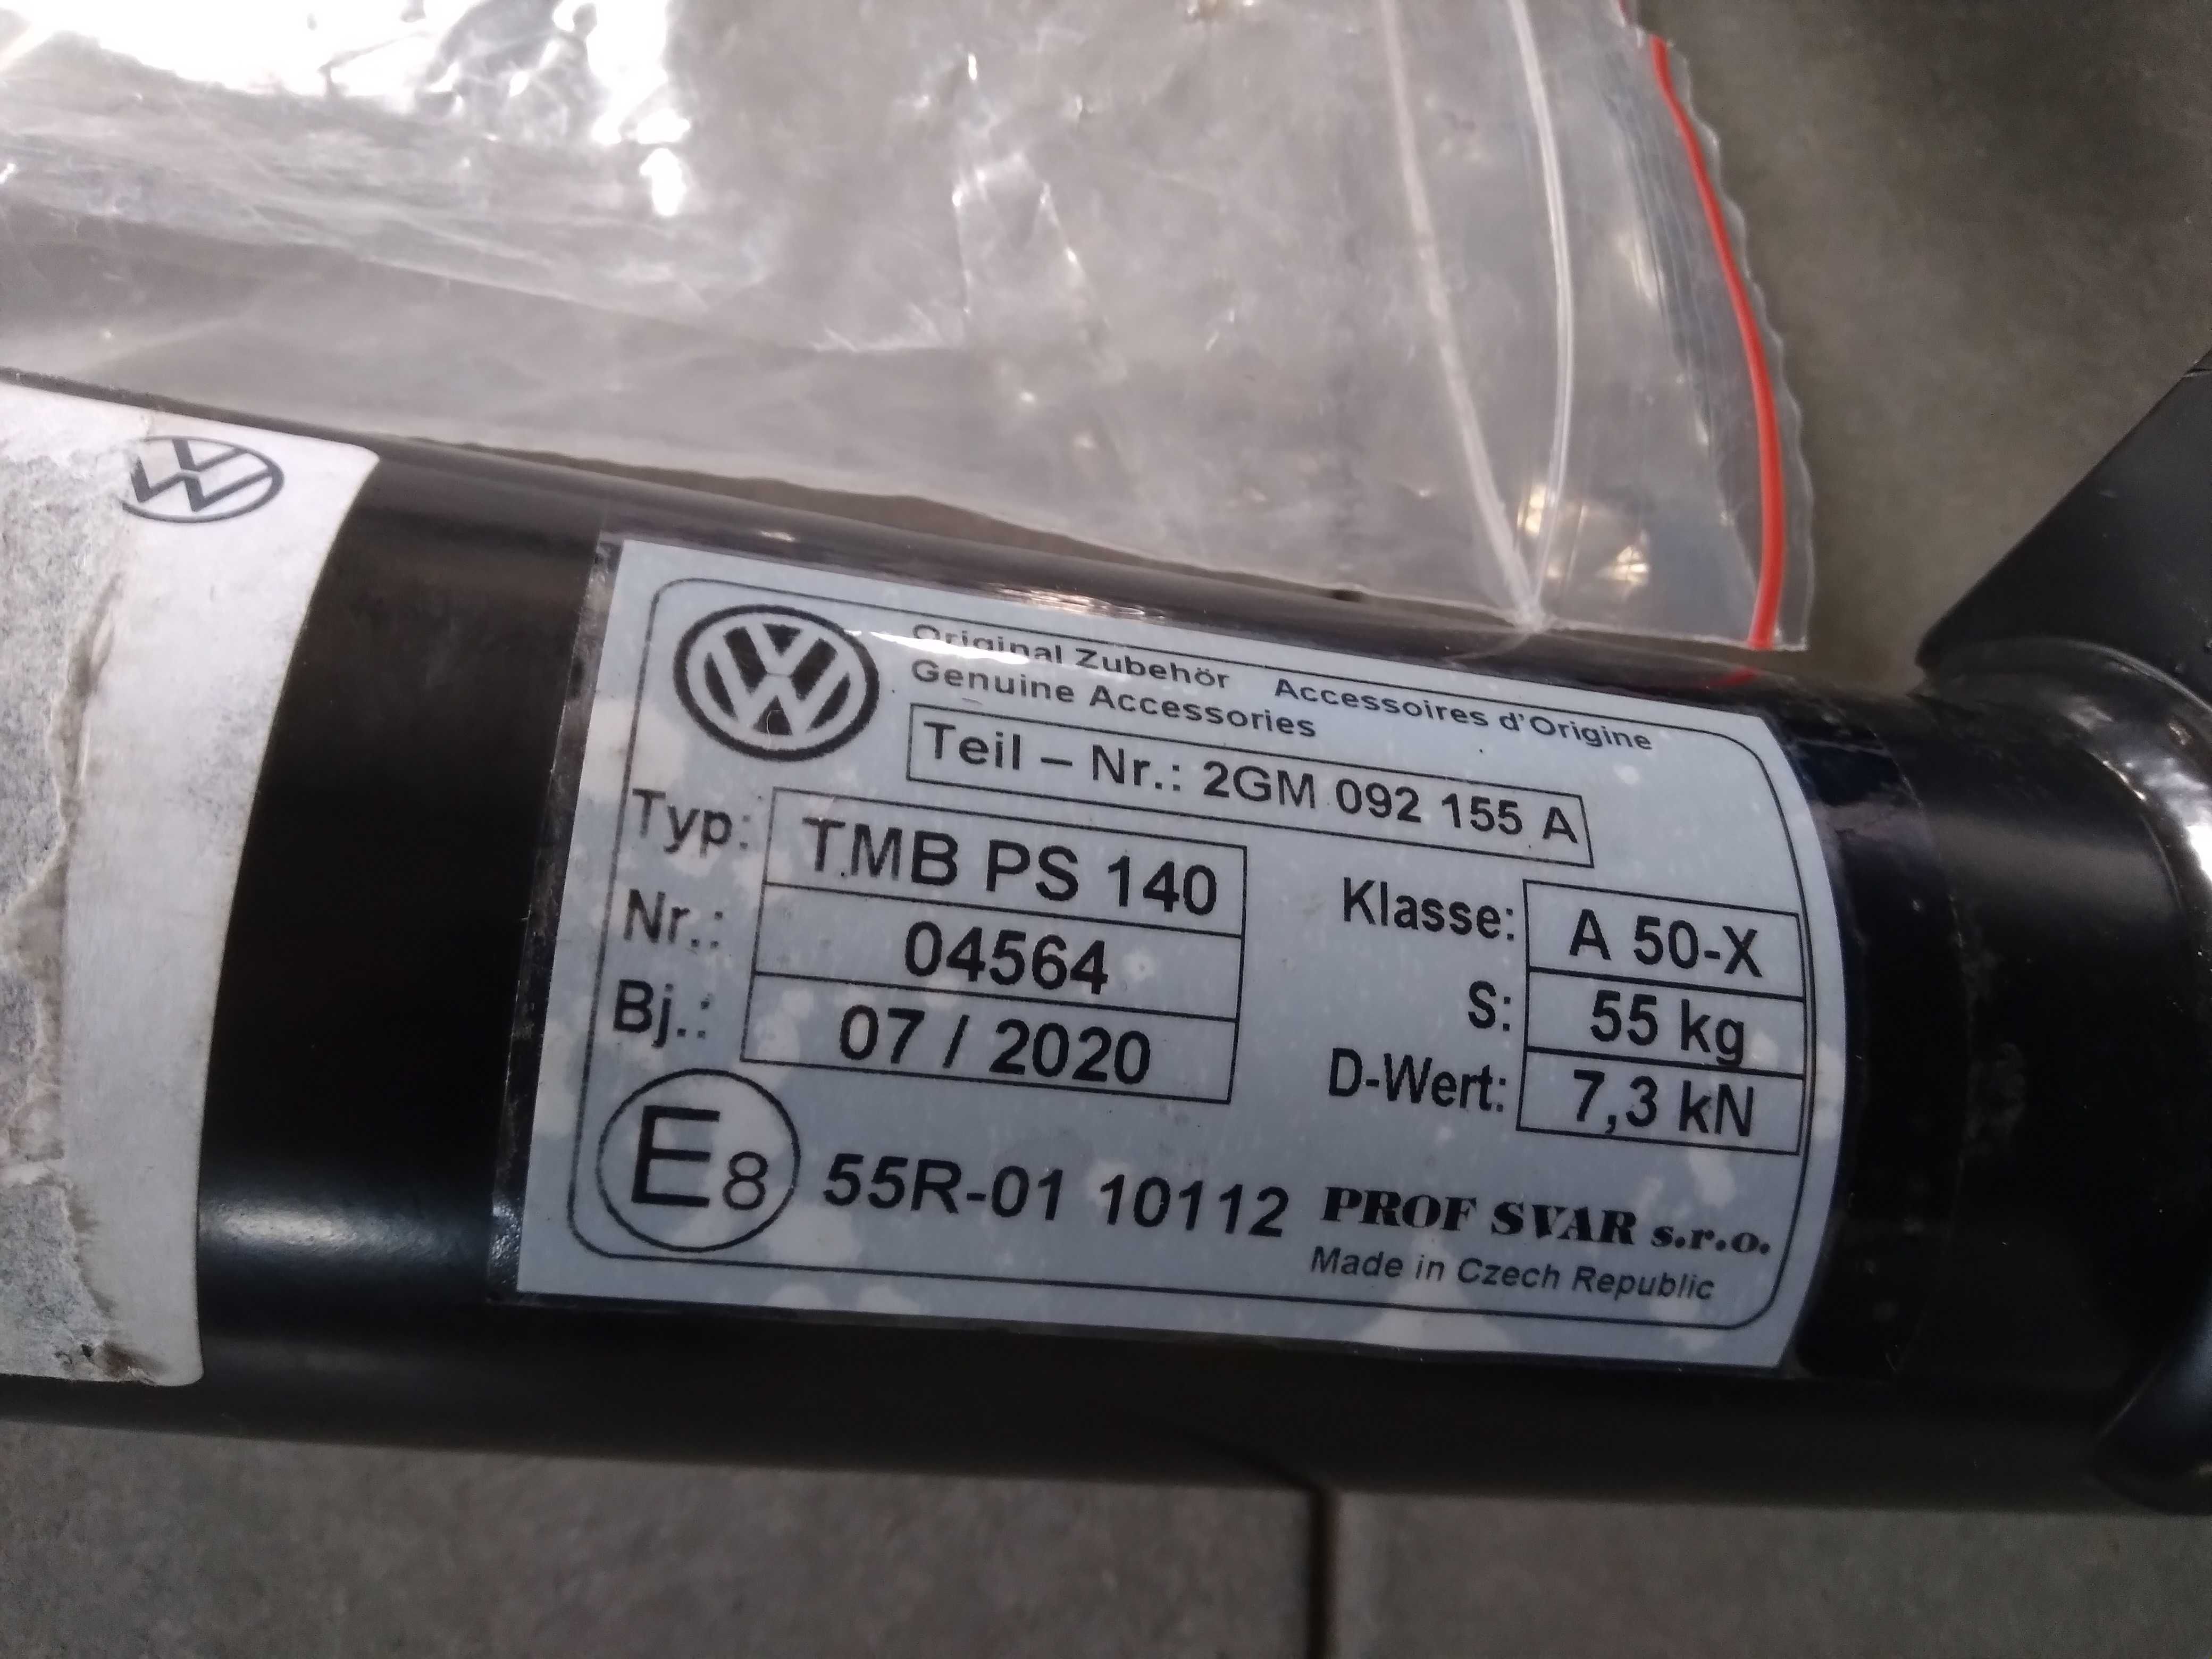 Original Zubehör Accessoires d'Origine
Genuine Accessories
Teil – Nr.: 2GM 092 155 A
Typ: TMB PS 140
Nr.: 04564
Bj.: 07 / 2020
Klasse: A 50-X
S: 55 kg
D-Wert: 7,3 kN
E8 55R-01 10112 PROF SVAR s.r.o.
Made in Czech Republic